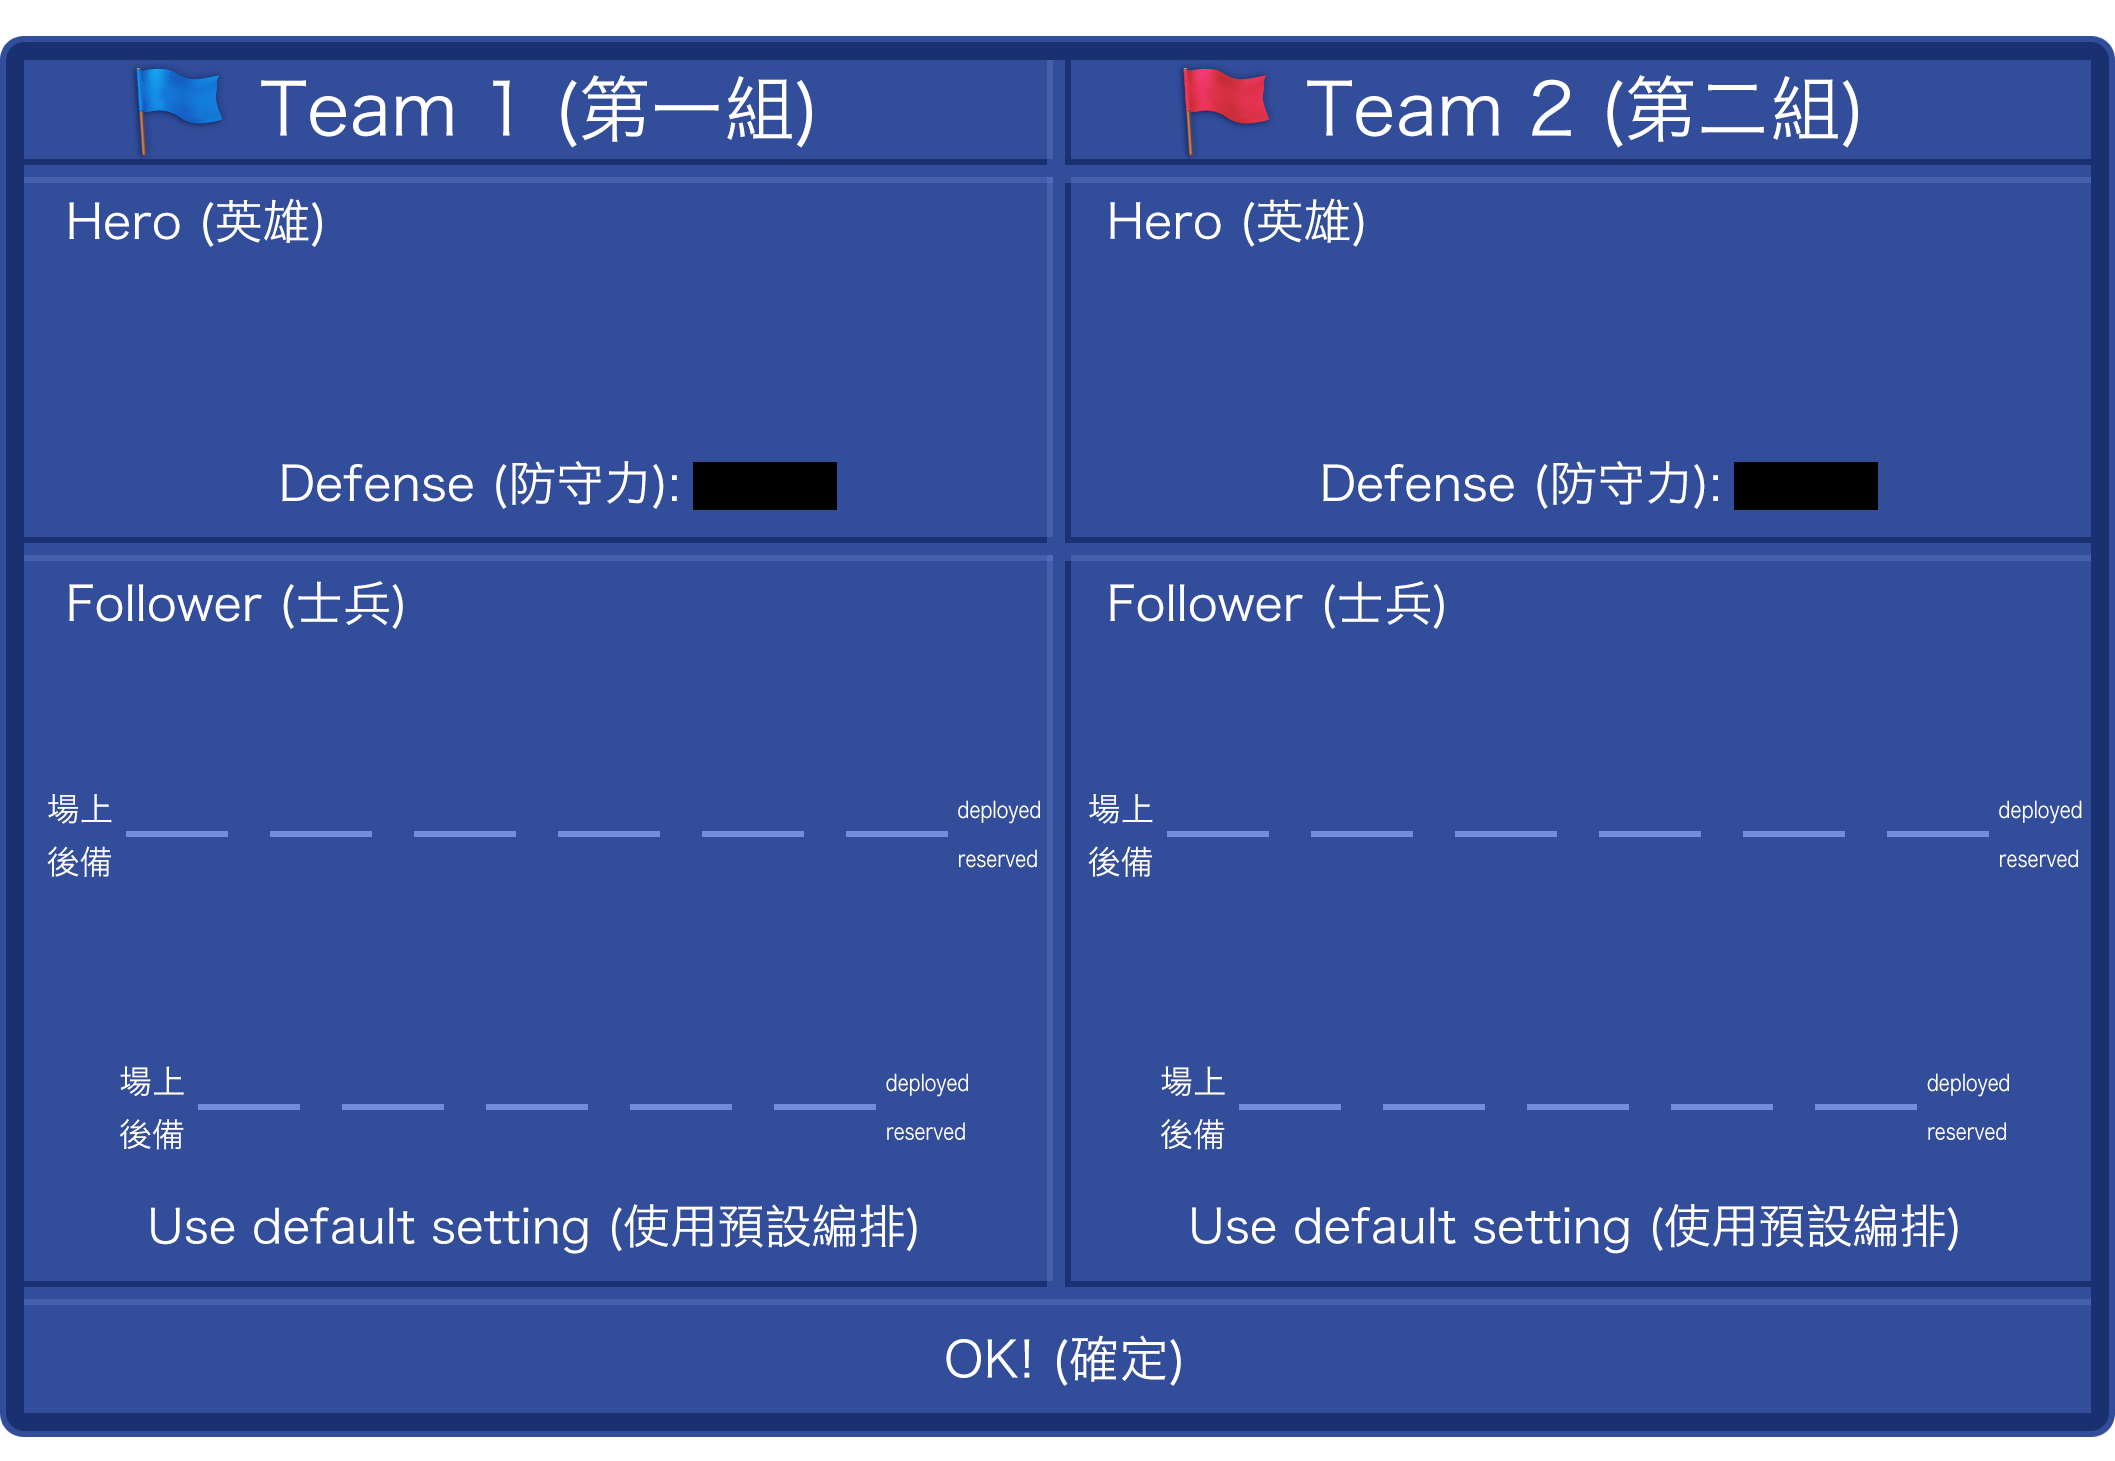 Team 1 (第一組)
Hero (英雄)
Defense (防守力):
Follower (士兵)
場上 deployed
後備 reserved
場上 deployed
後備 reserved
Use default setting (使用預設編排)
Team 2 (第二組)
Hero (英雄)
Defense (防守力):
Follower (士兵)
場上 deployed
後備 reserved
場上 deployed
後備 reserved
Use default setting (使用預設編排)
OK! (確定)